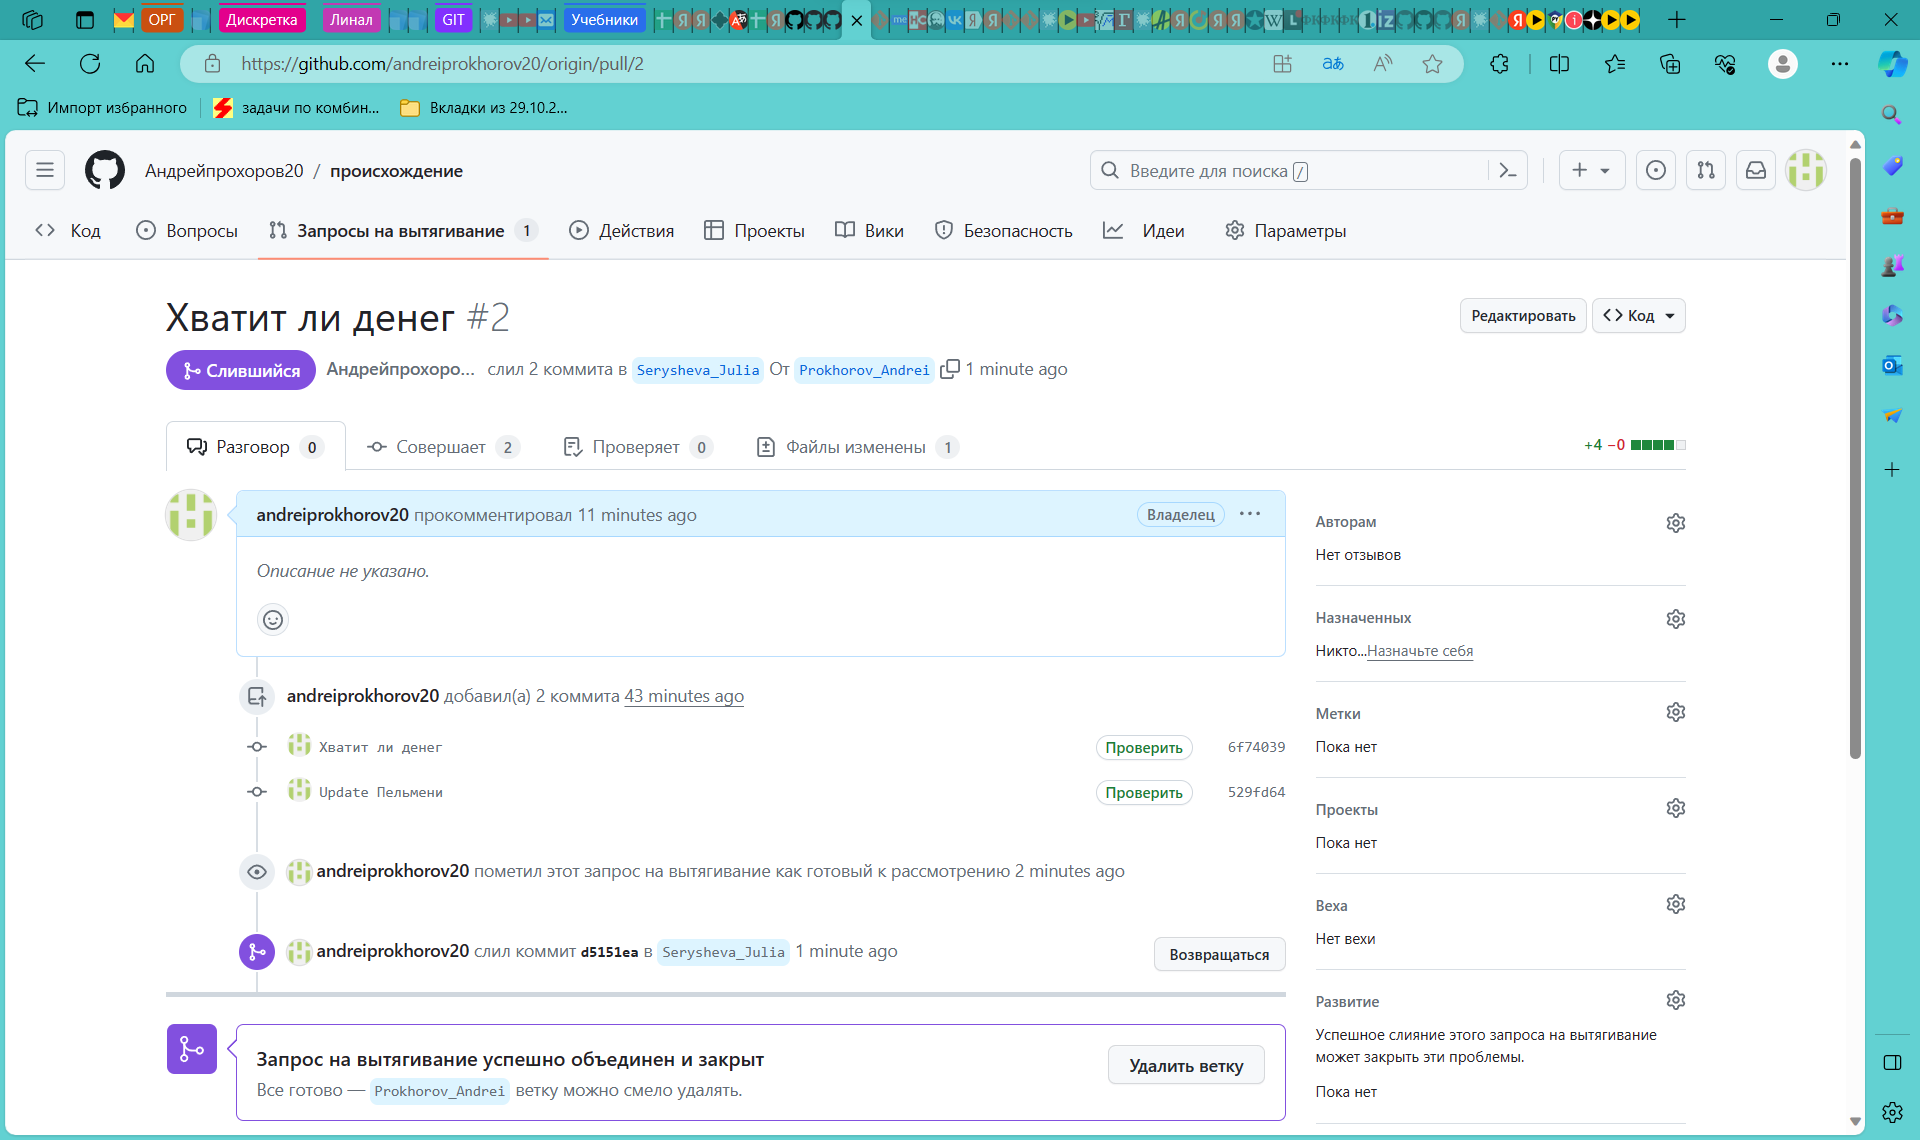 ОРГ
Дискретка
Линал
GIT
Учебники
https://github.com/andreiprokhorov20/origin/pull/2
Импорт избранного
задачи по комбин...
Вкладки из 29.10.2...
Андрейпрохоров20 / происхождение
Введите для поиска /
Код
Вопросы
Запросы на вытягивание 1
Действия
Проекты
Вики
Безопасность
Идеи
Параметры
Хватит ли денег #2
Редактировать
Код
Слившийся
Андрейпрохоро... слил 2 коммита в Serysheva_Julia От Prokhorov_Andrei 1 minute ago
Разговор 0
Совершает 2
Проверяет 0
Файлы изменены 1
+4 −0
andreiprokhorov20 прокомментировал 11 minutes ago
Владелец
Описание не указано.
andreiprokhorov20 добавил(а) 2 коммита 43 minutes ago
Хватит ли денег Проверить 6f74039
Update Пельмени Проверить 529fd64
andreiprokhorov20 пометил этот запрос на вытягивание как готовый к рассмотрению 2 minutes ago
andreiprokhorov20 слил коммит d5151ea в Serysheva_Julia 1 minute ago
Возвращаться
Запрос на вытягивание успешно объединен и закрыт
Все готово — Prokhorov_Andrei ветку можно смело удалять.
Удалить ветку
Авторам
Нет отзывов
Назначенных
Никто...Назначьте себя
Метки
Пока нет
Проекты
Пока нет
Веха
Нет вехи
Развитие
Успешное слияние этого запроса на вытягивание
может закрыть эти проблемы.
Пока нет